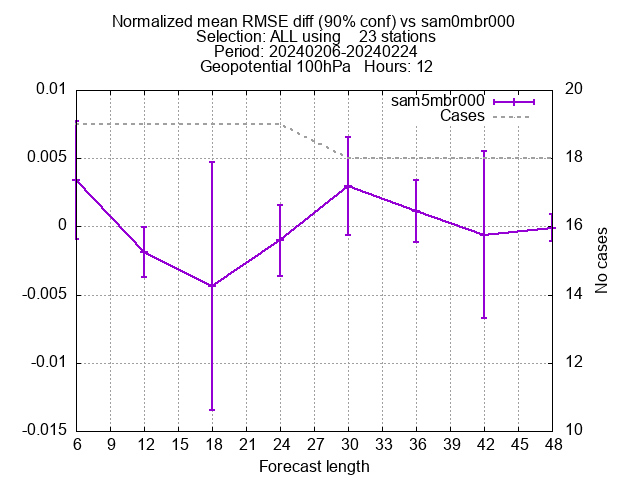 Normalized mean RMSE diff (90% conf) vs sam0mbr000
Selection: ALL using    23 stations
Period: 20240206-20240224
Geopotential 100hPa   Hours: 12
sam5mbr000
Cases
0.01
0.005
0
-0.005
-0.01
-0.015
20
18
16
14
12
10
No cases
6 9 12 15 18 21 24 27 30 33 36 39 42 45 48
Forecast length